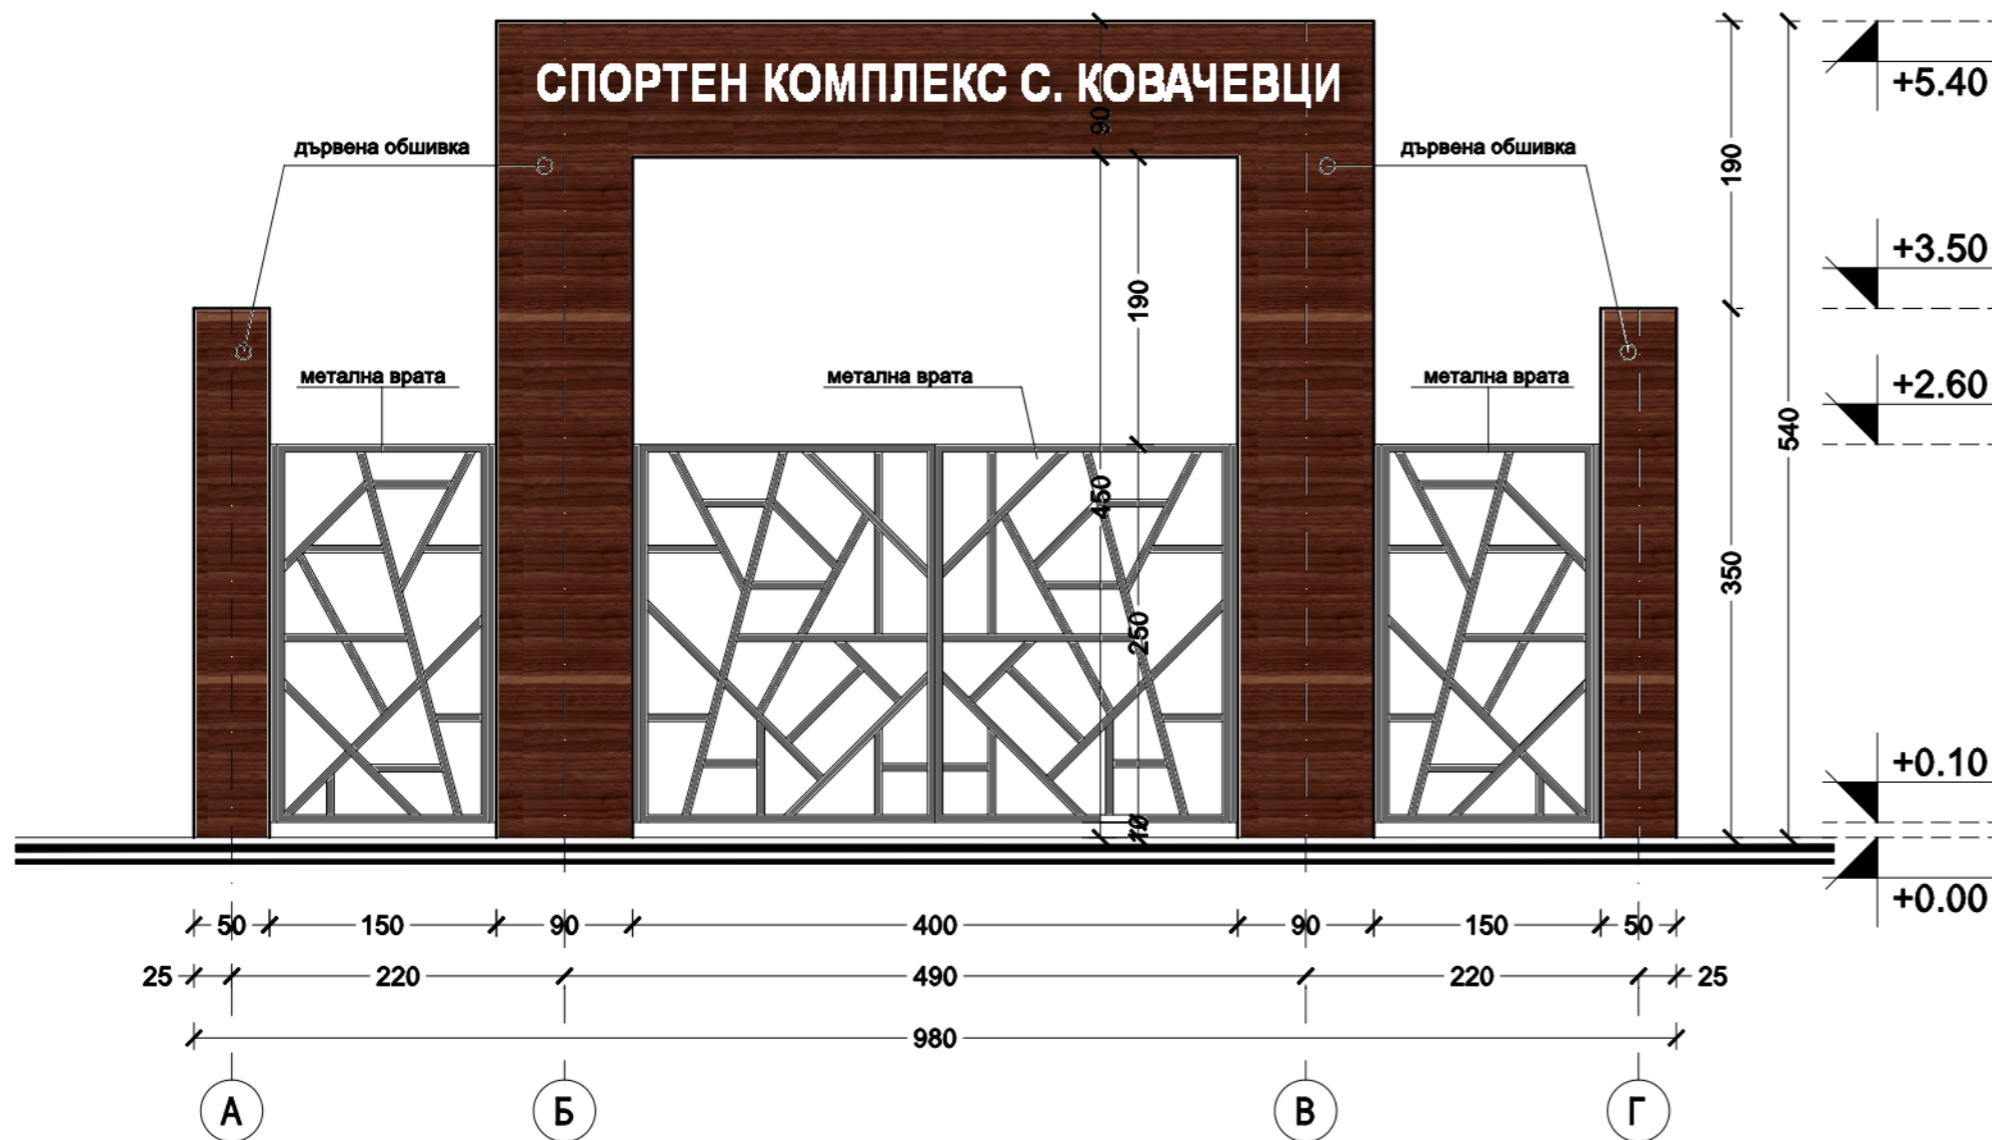 СПОРТЕН КОМПЛЕКС С. КОВАЧЕВЦИ
+5.40
90
дървена обшивка
дървена обшивка
190
+3.50
190
метална врата
метална врата
метална врата
+2.60
540
450
350
250
+0.10
10
+0.00
50 150 90 400 90 150 50
25 220 490 220 25
980
А Б В Г